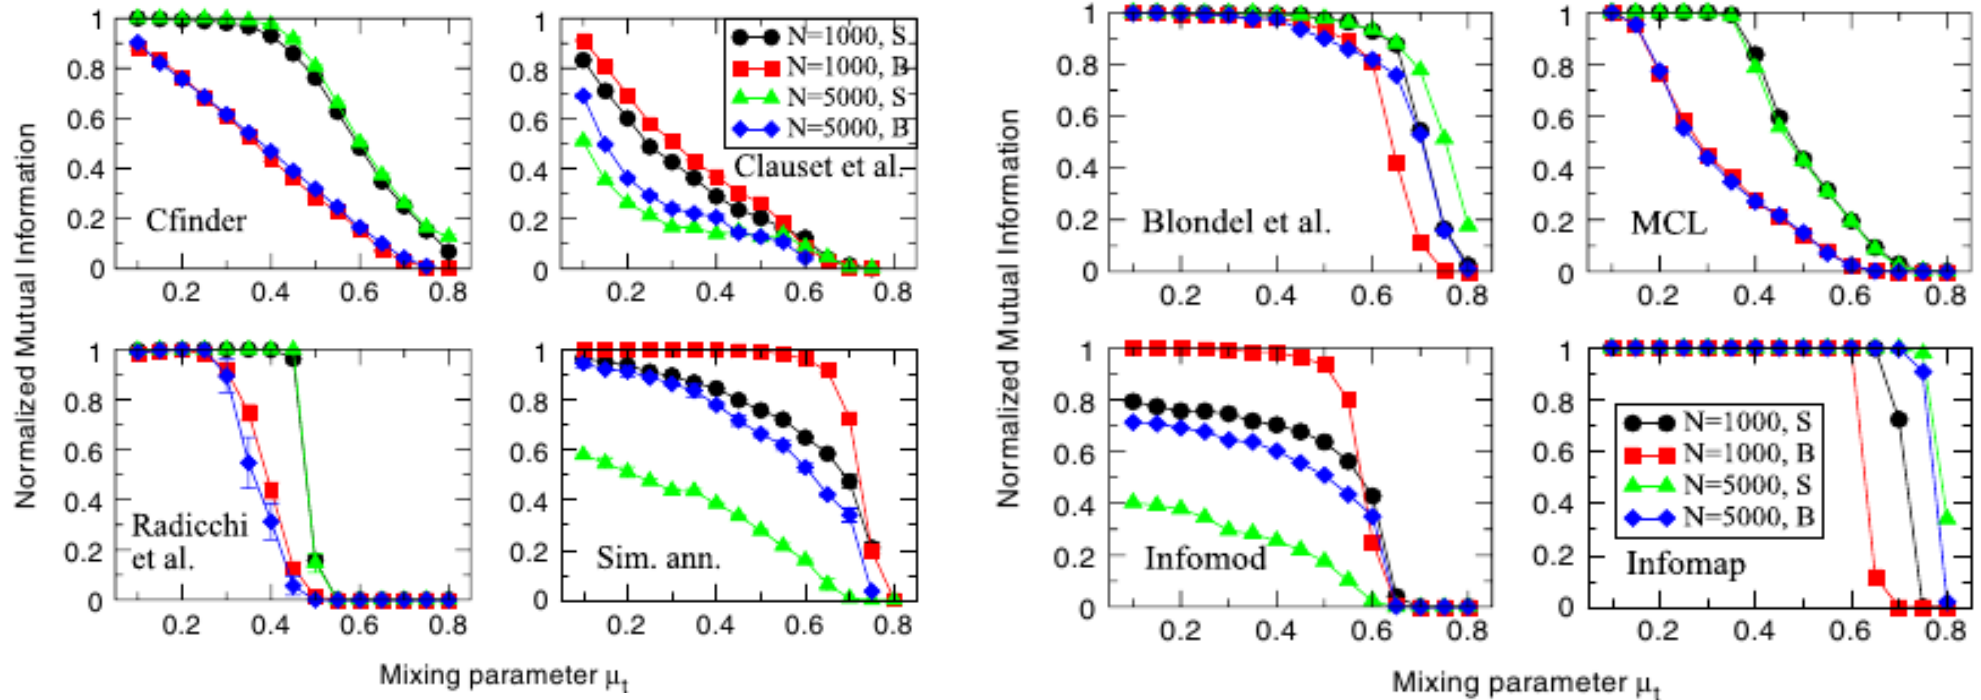 Normalized Mutual Information
1
0.8
0.6
0.4
0.2
0
Cfinder
0.2 0.4 0.6 0.8
1
0.8
0.6
0.4
0.2
0
N=1000, S
N=1000, B
N=5000, S
N=5000, B
Clauset et al.
0.2 0.4 0.6 0.8
1
0.8
0.6
0.4
0.2
0
Radicchi
et al.
0.2 0.4 0.6 0.8
1
0.8
0.6
0.4
0.2
0
Sim. ann.
0.2 0.4 0.6 0.8
Mixing parameter μt
Normalized Mutual Information
1
0.8
0.6
0.4
0.2
0
Blondel et al.
0.2 0.4 0.6 0.8
1
0.8
0.6
0.4
0.2
0
MCL
0.2 0.4 0.6 0.8
1
0.8
0.6
0.4
0.2
0
Infomod
0.2 0.4 0.6 0.8
1
0.8
0.6
0.4
0.2
0
N=1000, S
N=1000, B
N=5000, S
N=5000, B
Infomap
0.2 0.4 0.6 0.8
Mixing parameter μt